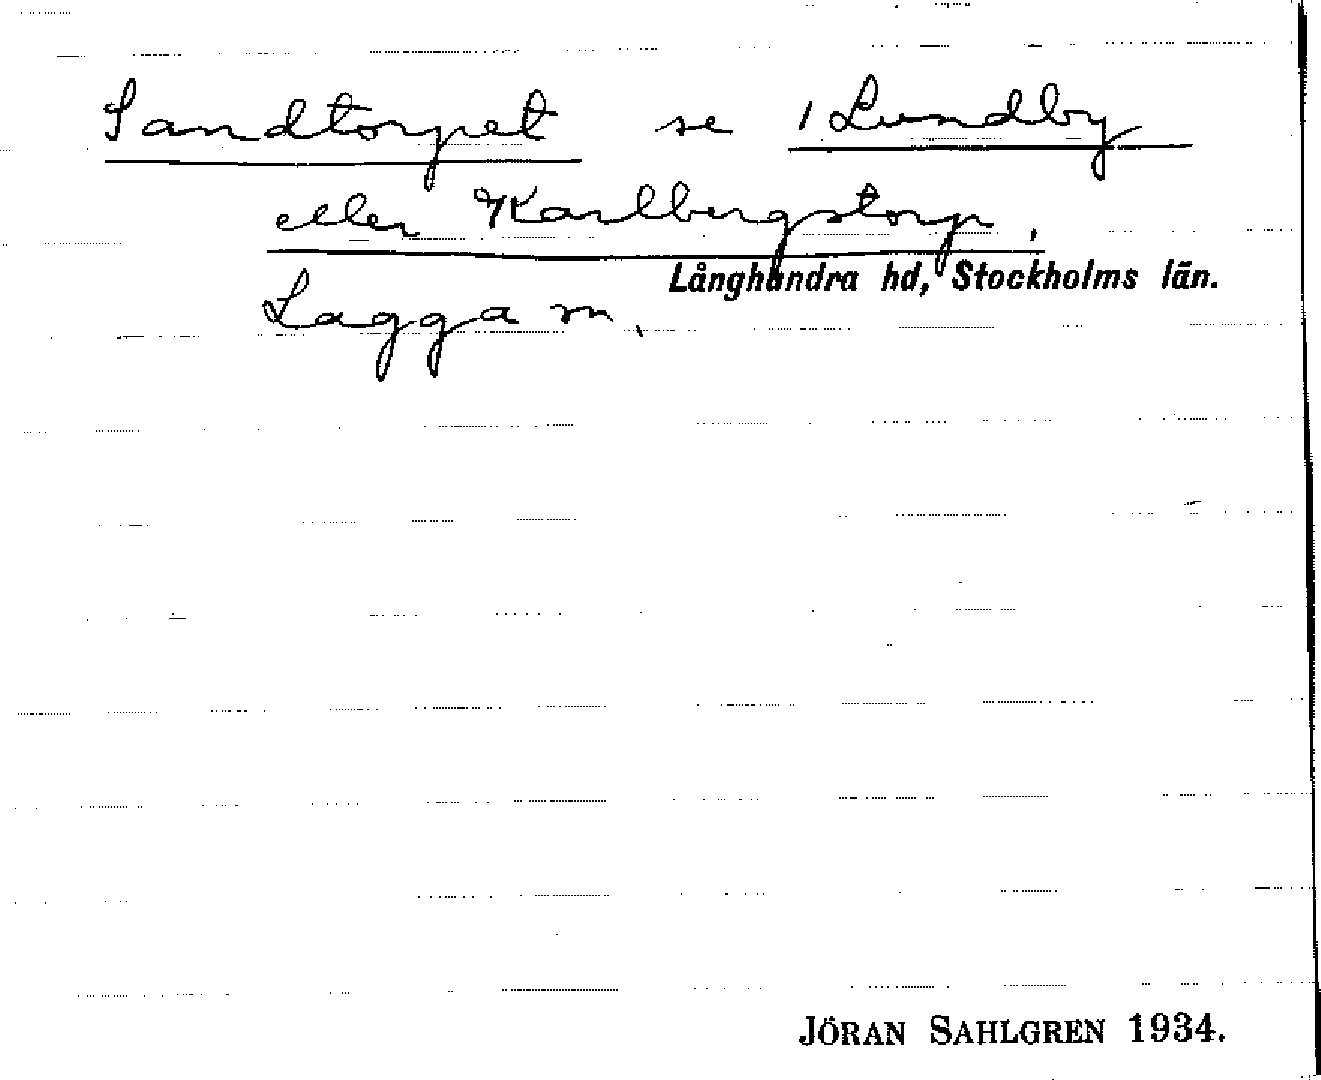 Sandtorpet se 1 Lundby
eller Karlbergstorp.
Långhundra hd, Stockholms län.
Lagga sn.
JÖRAN SAHLGREN 1934.